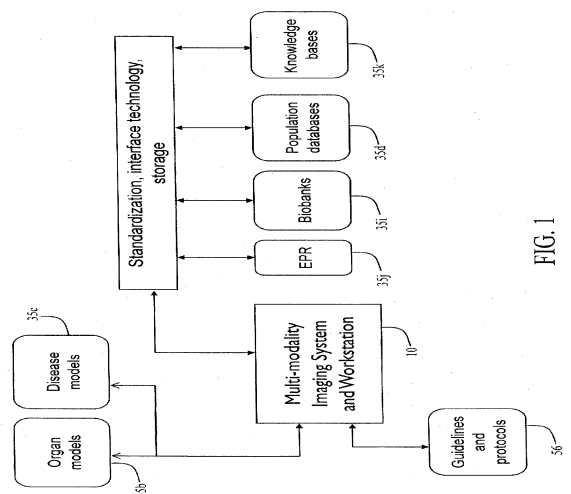 Organ
models
5b
Disease
models
35c
Standardization, interface technology,
storage
Multi-modality
Imaging System
and Workstation
10
EPR
35j
Biobanks
35i
Population
databases
35d
Knowledge
bases
35k
Guidelines
and
protocols
56
FIG. 1